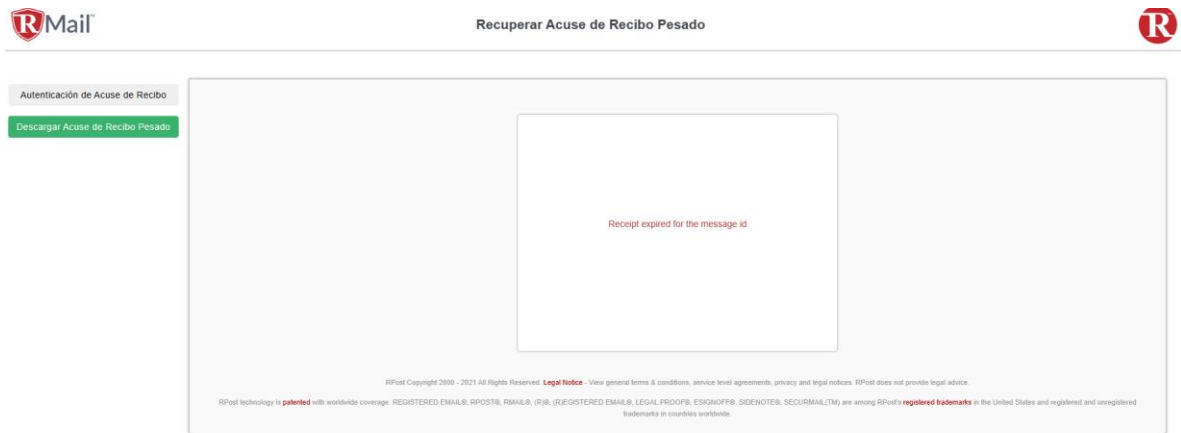 RMail
Recuperar Acuse de Recibo Pesado
R
Autenticación de Acuse de Recibo
Descargar Acuse de Recibo Pesado
Receipt expired for the message id
RPost Copyright 2000 - 2021 All Rights Reserved. Legal Notice - View general terms & conditions, service level agreements, privacy and legal notices. RPost does not provide legal advice.
RPost technology is patented with worldwide coverage. REGISTERED EMAIL®, RPOST®, RMAIL®, (R)®, (R)EGISTERED EMAIL®, LEGAL PROOF®, ESIGNOFF®, SIDENOTE®, SECURMAIL(TM) are among RPost's registered trademarks in the United States and registered and unregistered
trademarks in countries worldwide.